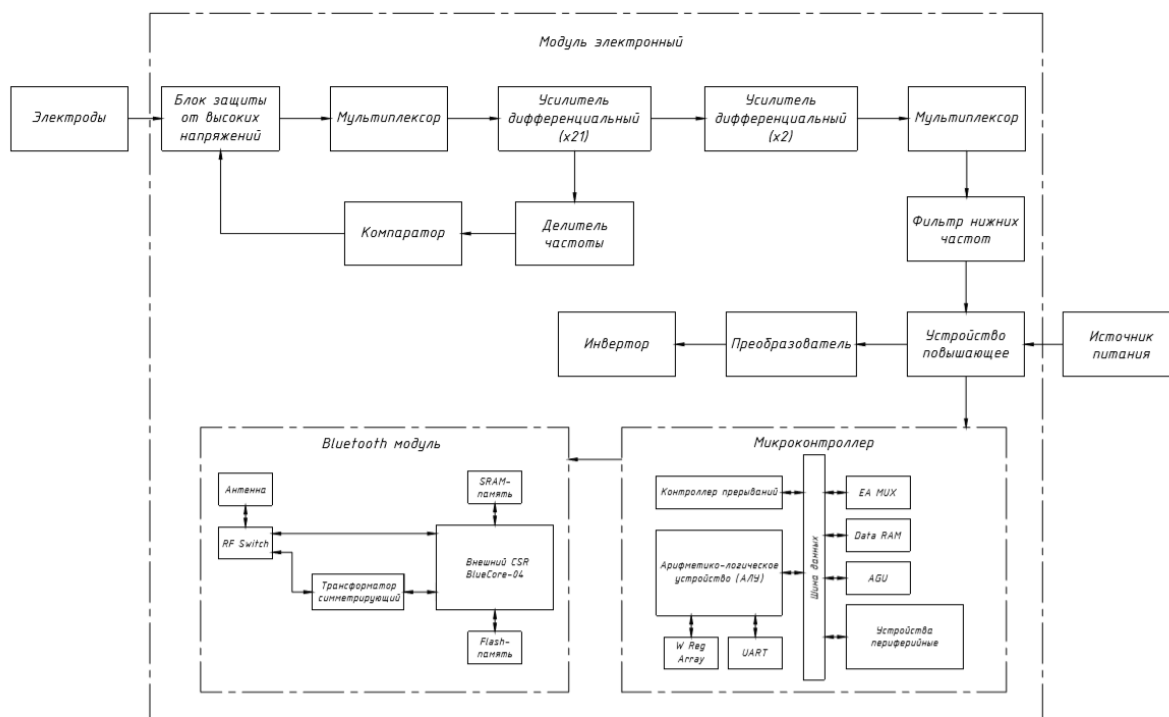 Модуль электронный
Электроды
Блок защиты
от высоких
напряжений
Мультиплексор
Усилитель
дифференциальный
(x21)
Усилитель
дифференциальный
(x2)
Мультиплексор
Компаратор
Делитель
частоты
Фильтр нижних
частот
Инвертор
Преобразователь
Устройство
повышающее
Источник
питания
Bluetooth модуль
Антенна
SRAM-
память
RF Switch
Внешний CSR
BlueCore-04
Трансформатор
симметрирующий
Flash-
память
Микроконтроллер
Контроллер прерываний
EA MUX
Data RAM
Арифметико-логическое
устройство (АЛУ)
Шина данных
AGU
W Reg
Array
UART
Устройства
периферийные